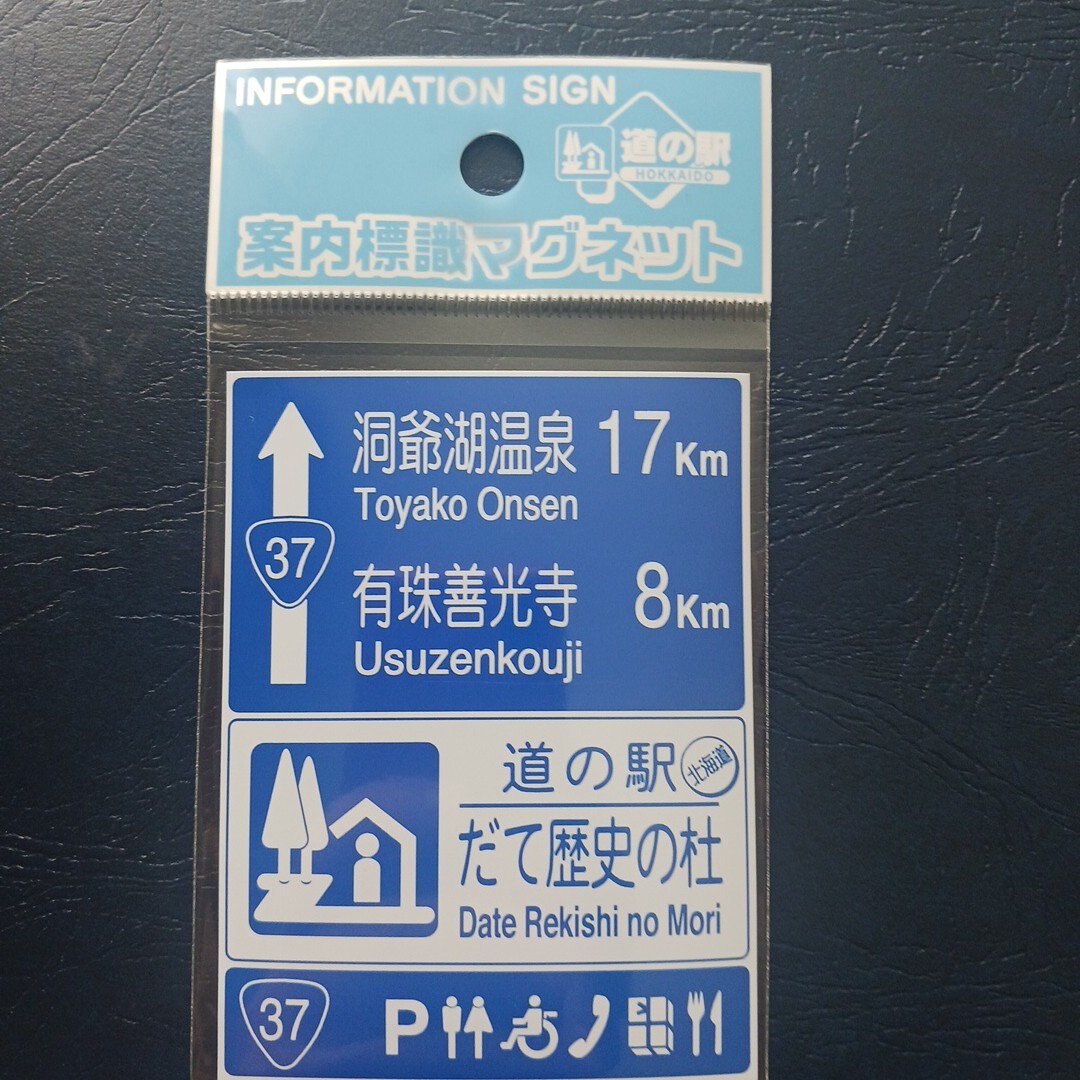 INFORMATION SIGN
道の駅
HOKKAIDO
案内標識マグネット
洞爺湖温泉 17Km
Toyako Onsen
37
有珠善光寺 8Km
Usuzenkouji
道の駅 北海道
だて歴史の杜
Date Rekishi no Mori
37 P